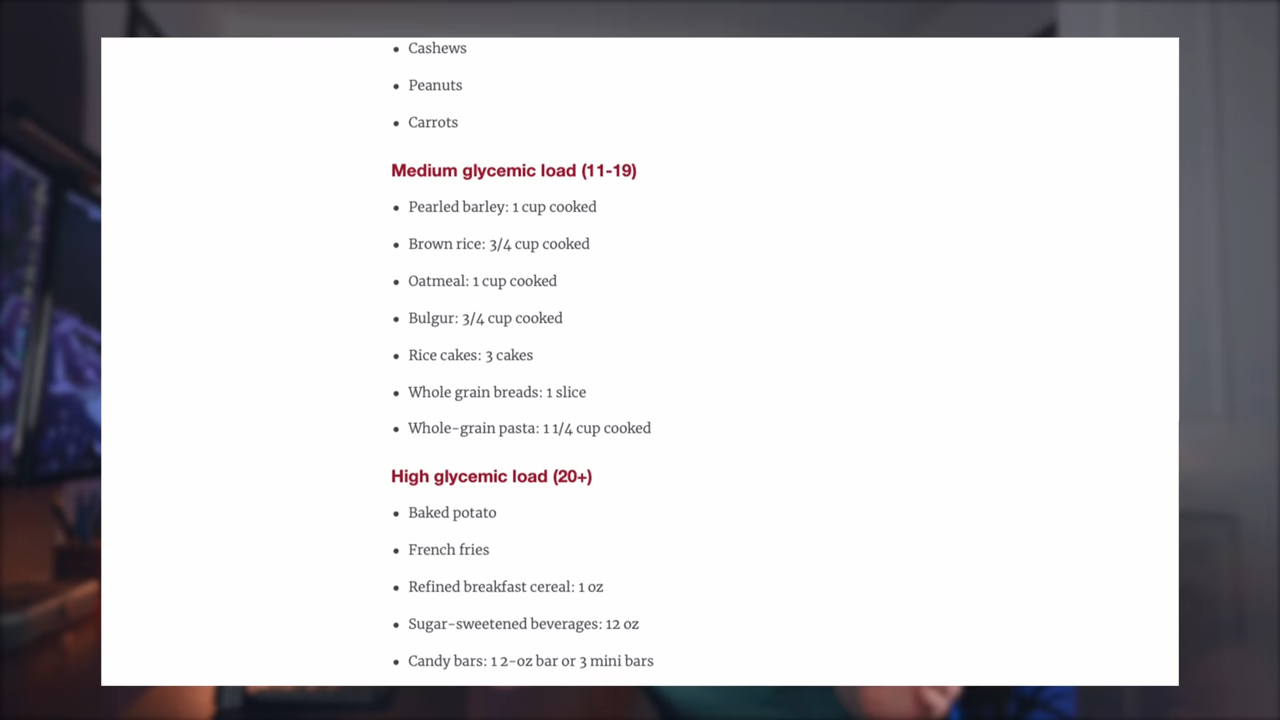 Cashews
Peanuts
Carrots
Medium glycemic load (11-19)
Pearled barley: 1 cup cooked
Brown rice: 3/4 cup cooked
Oatmeal: 1 cup cooked
Bulgur: 3/4 cup cooked
Rice cakes: 3 cakes
Whole grain breads: 1 slice
Whole-grain pasta: 1 1/4 cup cooked
High glycemic load (20+)
Baked potato
French fries
Refined breakfast cereal: 1 oz
Sugar-sweetened beverages: 12 oz
Candy bars: 1 2-oz bar or 3 mini bars